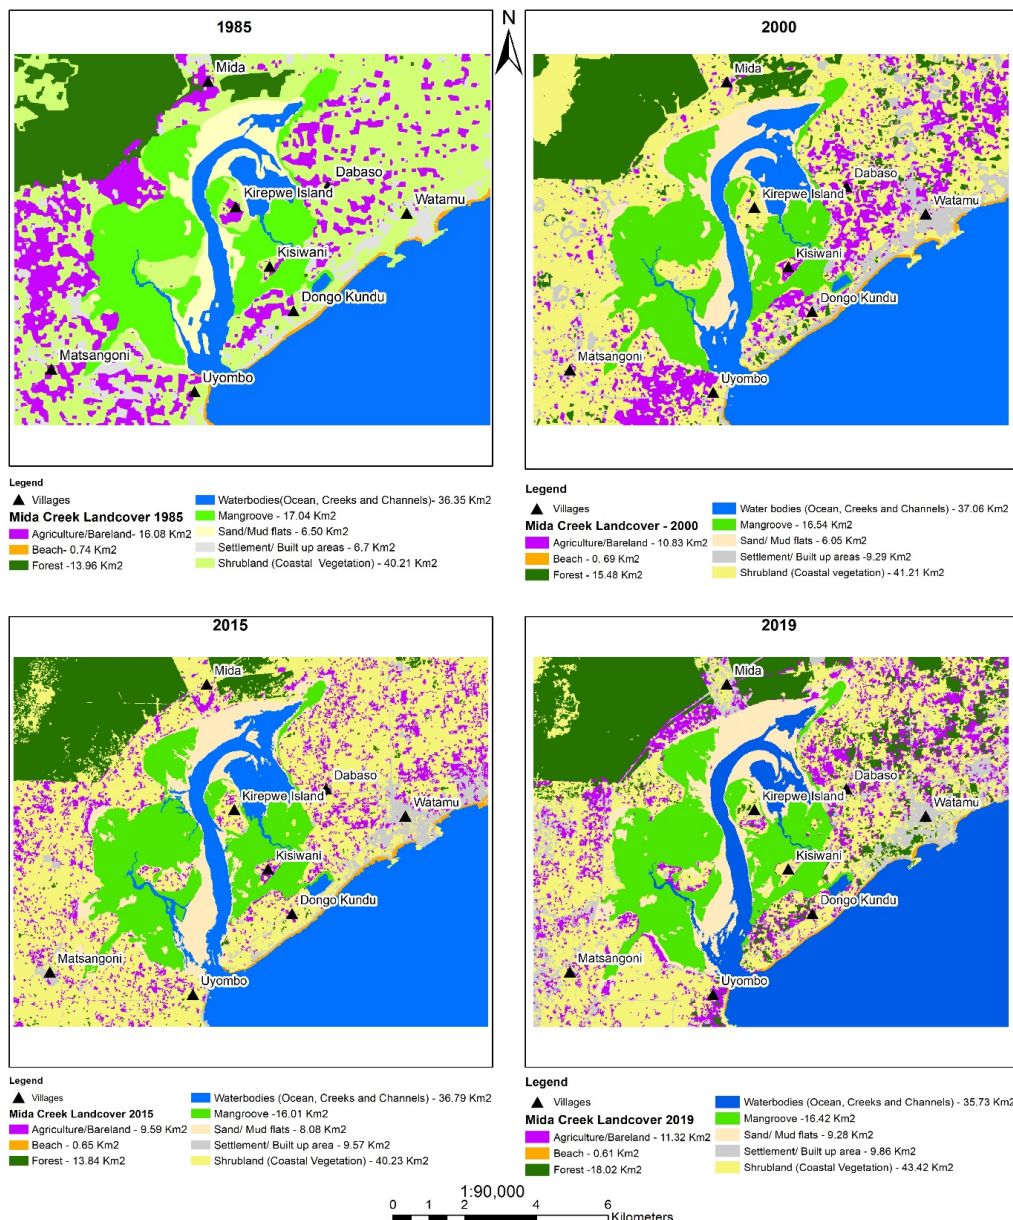 1985
N
2000
Mida
Kirepwe Island
Dabaso
Watamu
Kisiwani
Dongo Kundu
Matsangoni
Uyombo
Mida
Kirepwe Island
Dabaso
Watamu
Kisiwani
Dongo Kundu
Matsangoni
Uyombo
Legend
Villages
Mida Creek Landcover 1985
Agriculture/Bareland- 16.08 Km2
Beach- 0.74 Km2
Forest -13.96 Km2
Waterbodies(Ocean, Creeks and Channels)- 36.35 Km2
Mangroove - 17.04 Km2
Sand/Mud flats - 6.50 Km2
Settlement/ Built up areas - 6.7 Km2
Shrubland (Coastal Vegetation) - 40.21 Km2
Legend
Villages
Mida Creek Landcover - 2000
Agriculture/Bareland - 10.83 Km2
Beach - 0. 69 Km2
Forest - 15.48 Km2
Water bodies (Ocean, Creeks and Channels) - 37.06 Km2
Mangroove - 16.54 Km2
Sand/ Mud flats - 6.05 Km2
Settlement/ Built up areas -9.29 Km2
Shrubland (Coastal vegetation) - 41.21 Km2
2015
2019
Mida
Kirepwe Island
Dabaso
Watamu
Kisiwani
Dongo Kundu
Matsangoni
Uyombo
Mida
Kirepwe Island
Dabaso
Watamu
Kisiwani
Dongo Kundu
Matsangoni
Uyombo
Legend
Villages
Mida Creek Landcover 2015
Agriculture/Bareland - 9.59 Km2
Beach - 0.65 Km2
Forest - 13.84 Km2
Waterbodies (Ocean, Creeks and Channels) - 36.79 Km2
Mangroove -16.01 Km2
Sand/ Mud flats - 8.08 Km2
Settlement/ Built up area - 9.57 Km2
Shrubland (Coastal Vegetation) - 40.23 Km2
Legend
Villages
Mida Creek Landcover 2019
Agriculture/Bareland - 11.32 Km2
Beach - 0.61 Km2
Forest -18.02 Km2
Waterbodies (Ocean, Creeks and Channels) - 35.73 Km2
Mangroove - 16.42 Km2
Sand/ Mud flats - 9.28 Km2
Settlement/ Built up area - 9.86 Km2
Shrubland (Coastal Vegetation) - 43.42 Km2
1:90,000
0 1 2 4 6
Kilometers